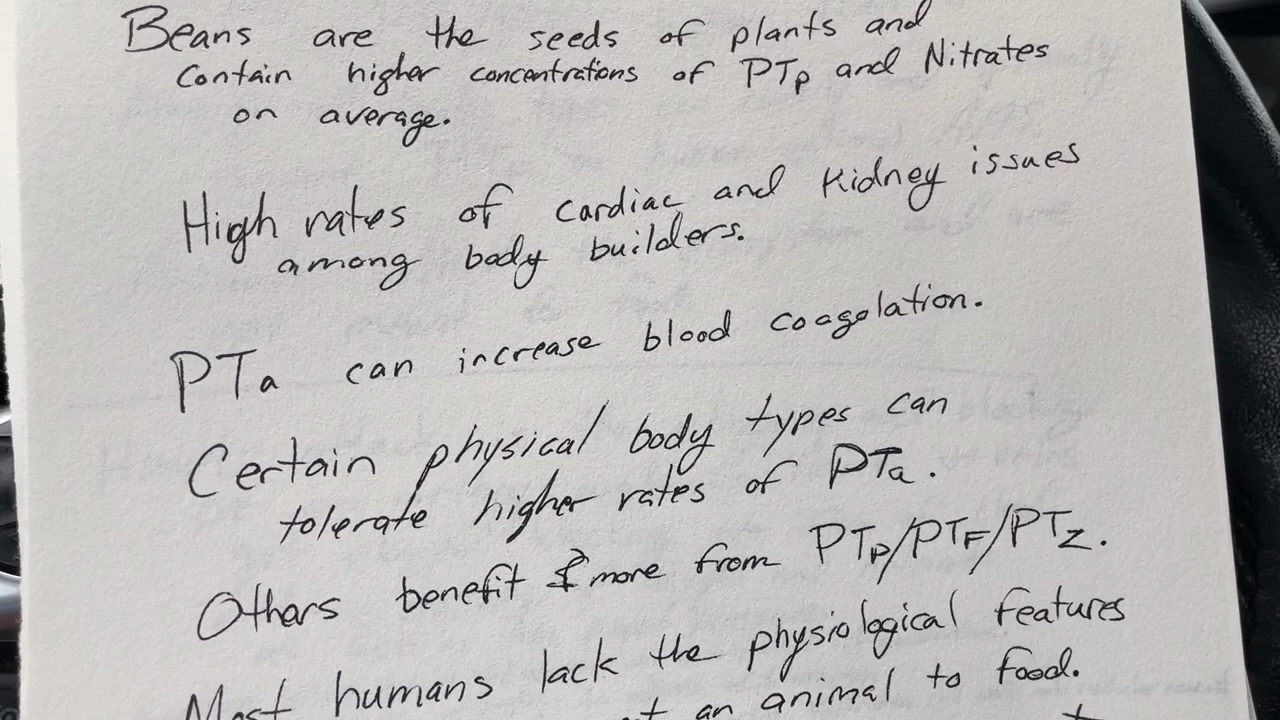 Beans are the seeds of plants and
contain higher concentrations of PTp and Nitrates
on average.
High rates of cardiac and kidney issues
among body builders.
PTa can increase blood coagolation.
Certain physical body types can
tolerate higher rates of PTa.
Others benefit more from PTp/PTF/PTZ.
Most humans lack the physiological features
an animal to food.